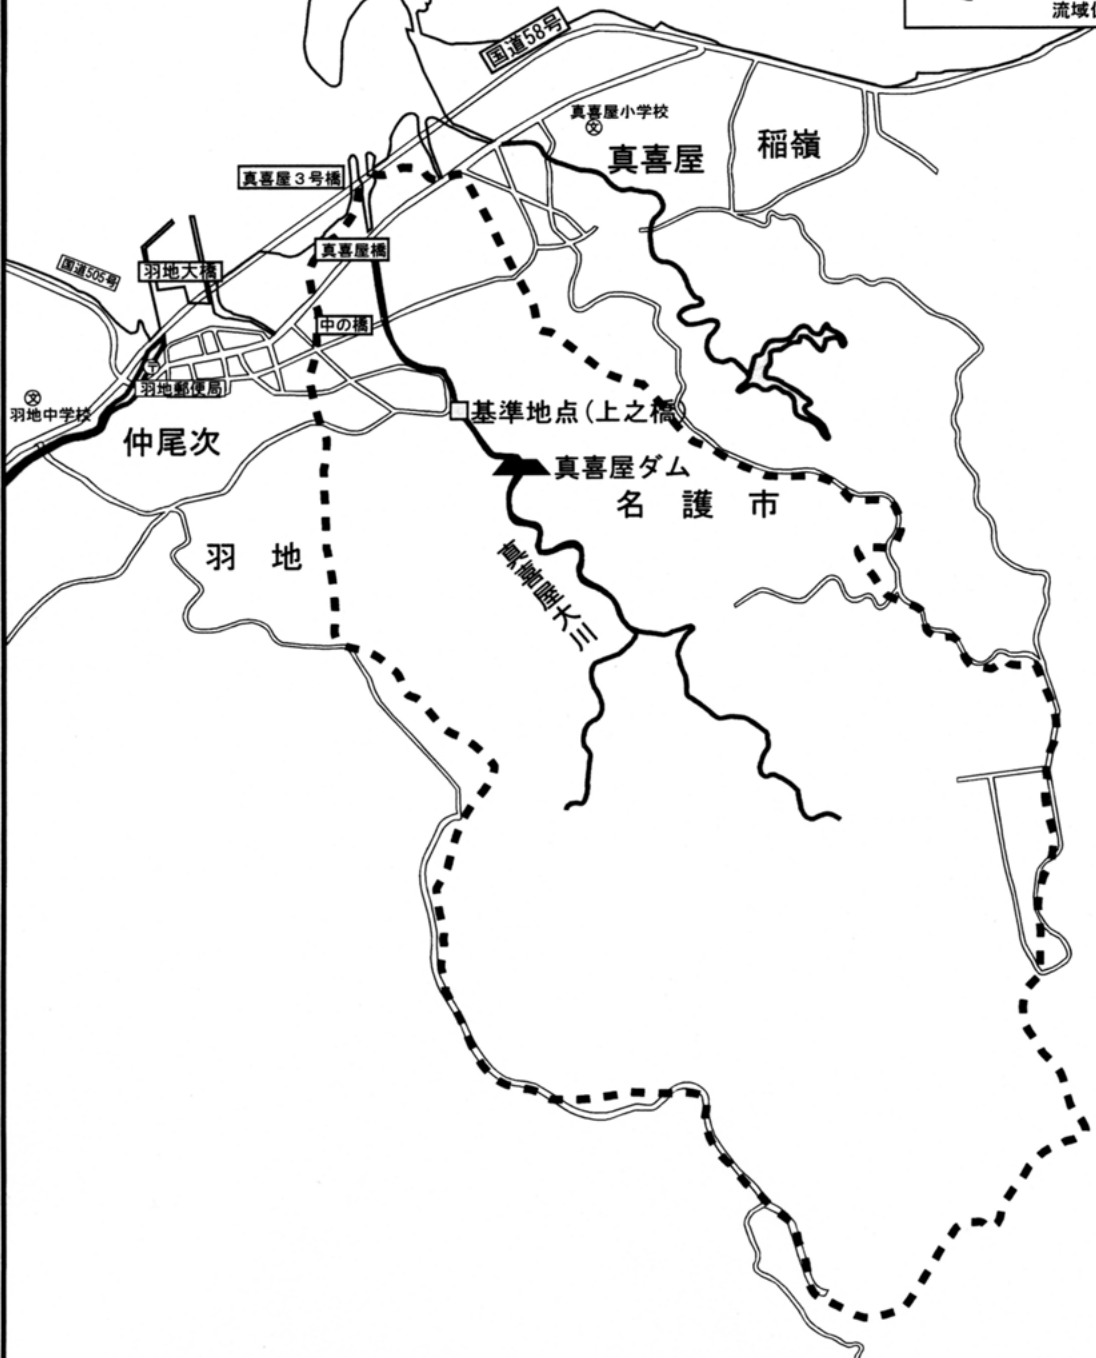 流域
国道58号
真喜屋小学校
文
真喜屋
稲嶺
真喜屋3号橋
真喜屋橋
国道505号
羽地大橋
中の橋
〒
羽地郵便局
文
羽地中学校
基準地点(上之橋)
仲尾次
真喜屋ダム
名護市
羽地
真喜屋大川